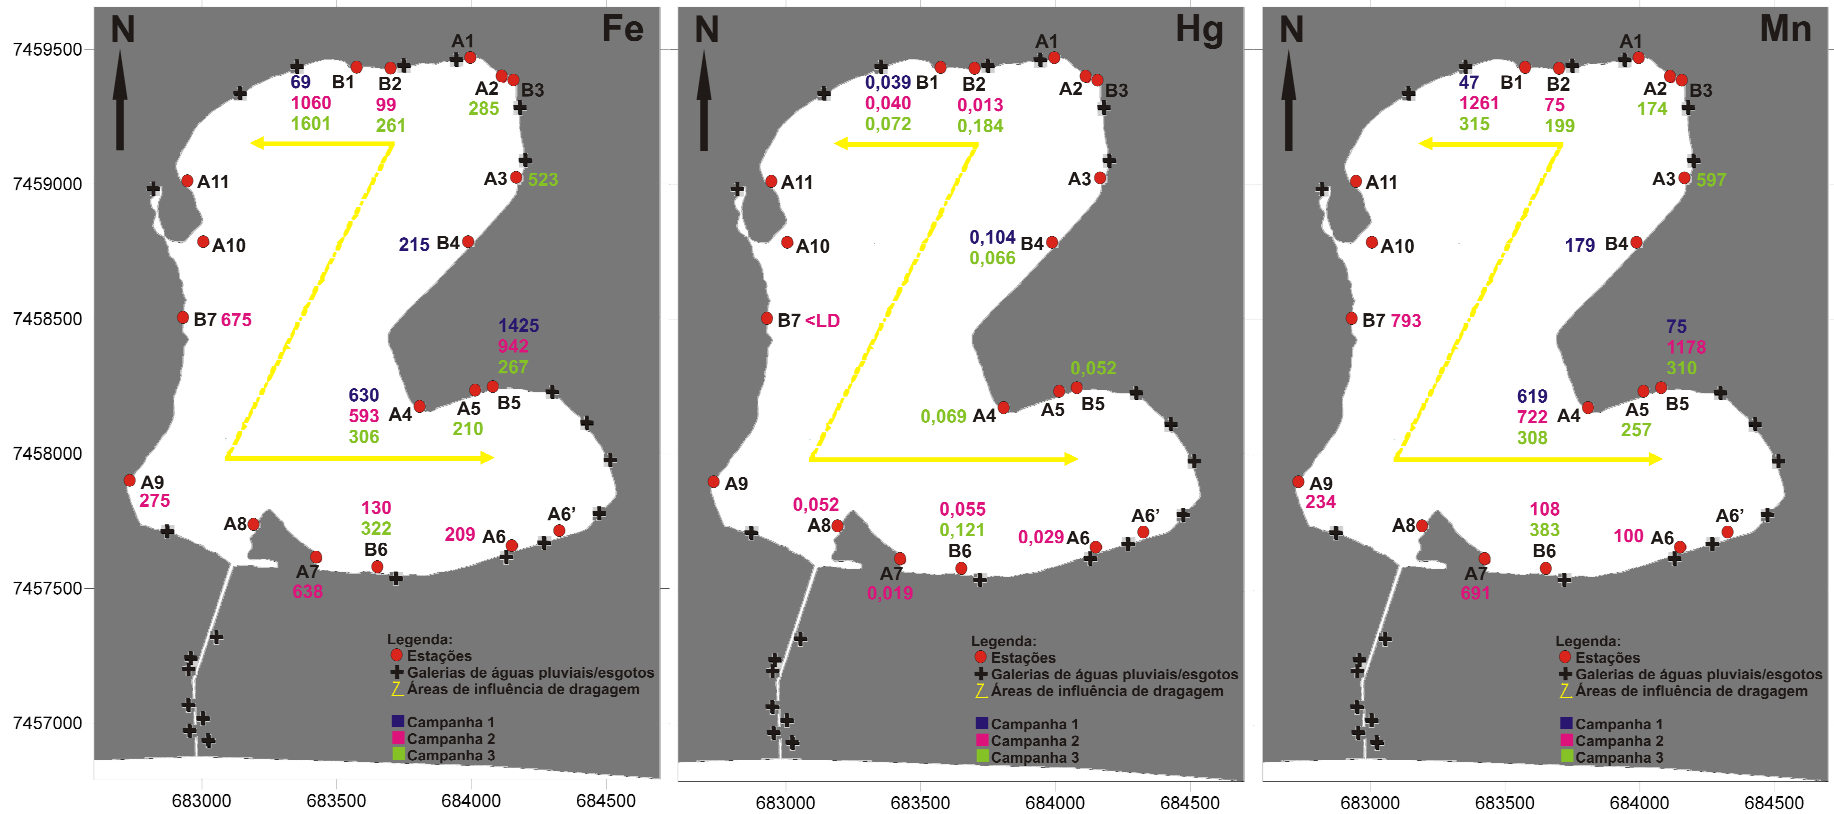 N
Fe
A1
7459500
69
B1
B2
A2
B3
1060
99
285
1601
261
7459000
A11
A3
523
A10
215
B4
7458500
B7
675
1425
942
267
630
593
306
A4
A5
B5
210
7458000
A9
275
A8
130
322
209
A6
A6’
B6
A7
638
7457500
Legenda:
Estações
Galerias de águas pluviais/esgotos
Áreas de influência de dragagem
7457000
Campanha 1
Campanha 2
Campanha 3
683000
683500
684000
684500
N
Hg
A1
0,039
B1
B2
A2
B3
0,040
0,013
0,072
0,184
A11
A3
A10
0,104
B4
0,066
B7
<LD
0,052
0,069
A4
A5
B5
A9
0,052
A8
0,055
0,121
0,029
A6
A6’
B6
A7
0,019
Legenda:
Estações
Galerias de águas pluviais/esgotos
Áreas de influência de dragagem
Campanha 1
Campanha 2
Campanha 3
683000
683500
684000
684500
N
Mn
A1
47
B1
B2
A2
B3
1261
75
174
315
199
A11
A3
597
A10
179
B4
B7
793
75
1178
310
619
722
308
A4
A5
B5
257
A9
234
A8
108
383
100
A6
A6’
B6
A7
691
Legenda:
Estações
Galerias de águas pluviais/esgotos
Áreas de influência de dragagem
Campanha 1
Campanha 2
Campanha 3
683000
683500
684000
684500